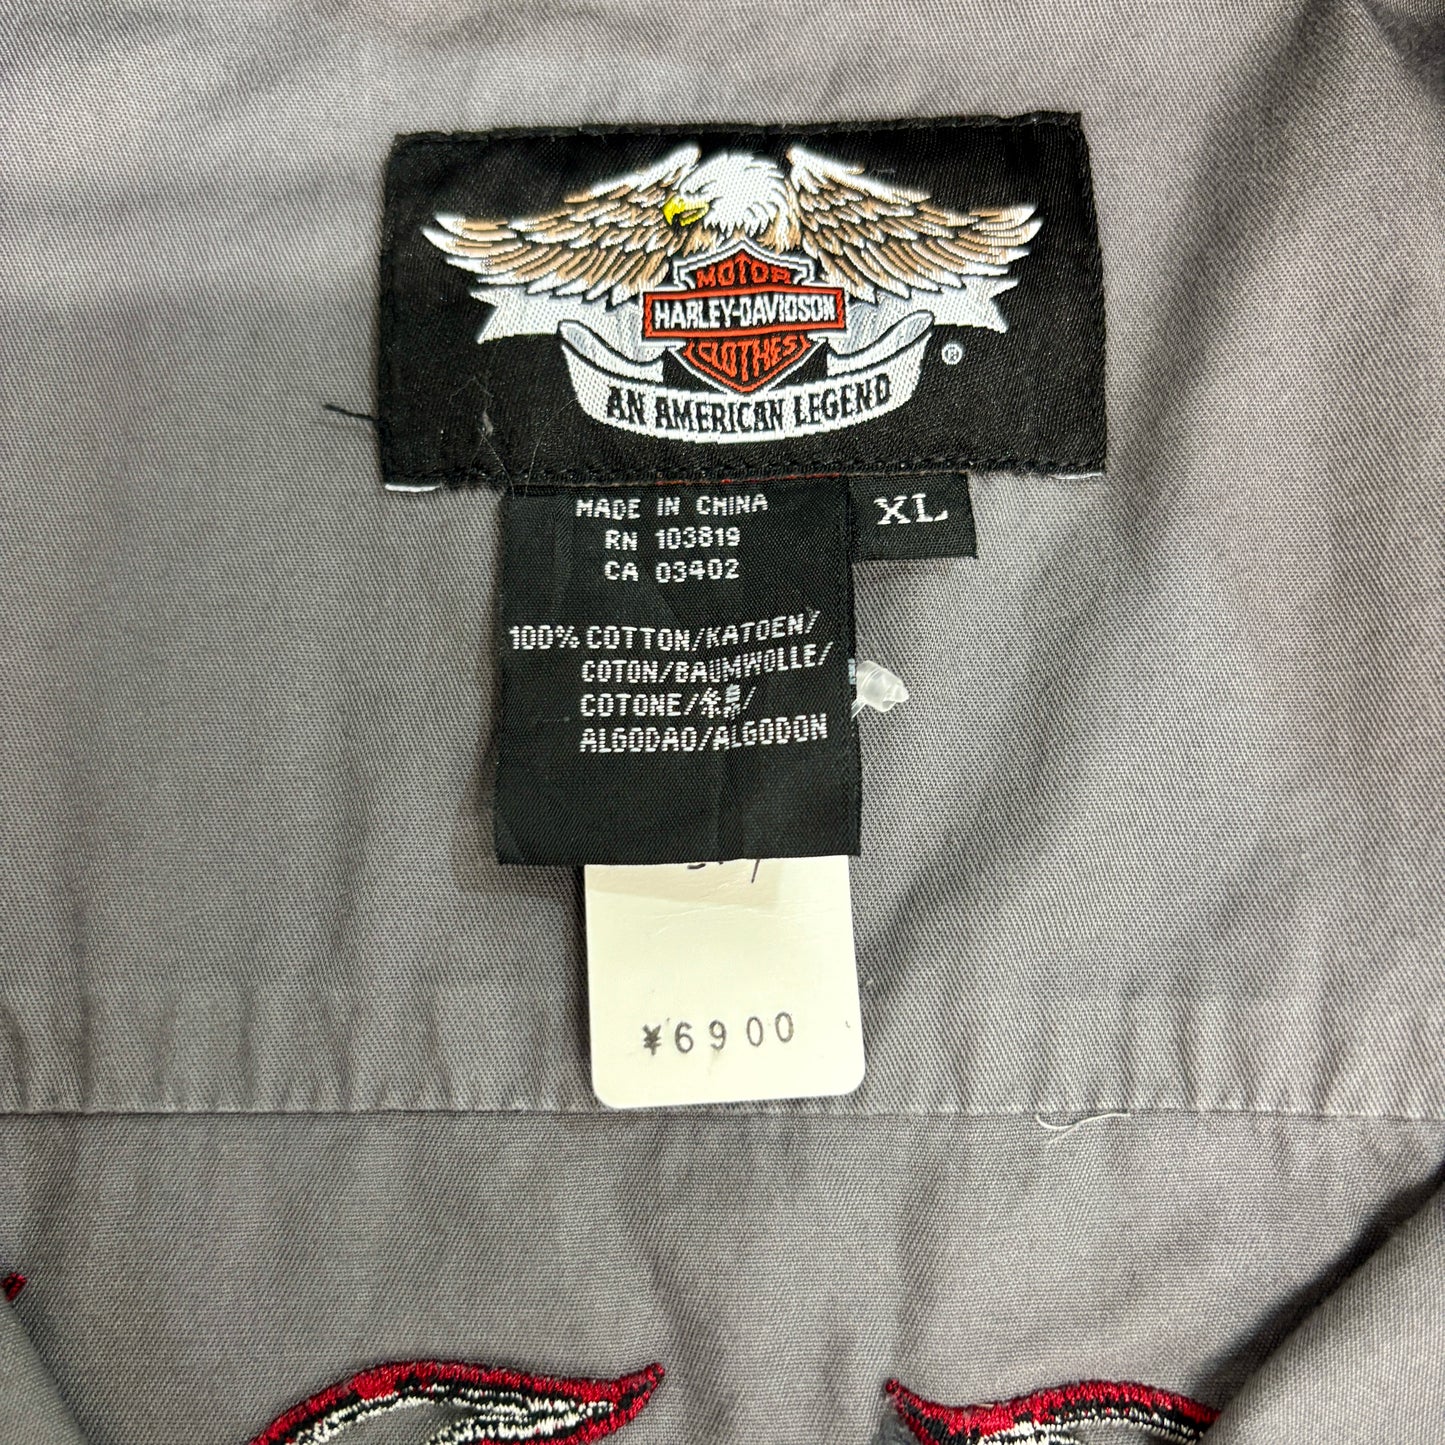 MOTOR
HARLEY-DAVIDSON
CLOTHES
®
AN AMERICAN LEGEND
XL
MADE IN CHINA
RN 103819
CA 03402
100% COTTON/KATOEN/
COTON/BAUMWOLLE/
COTONE/綿/
ALGODAO/ALGODON
¥6900